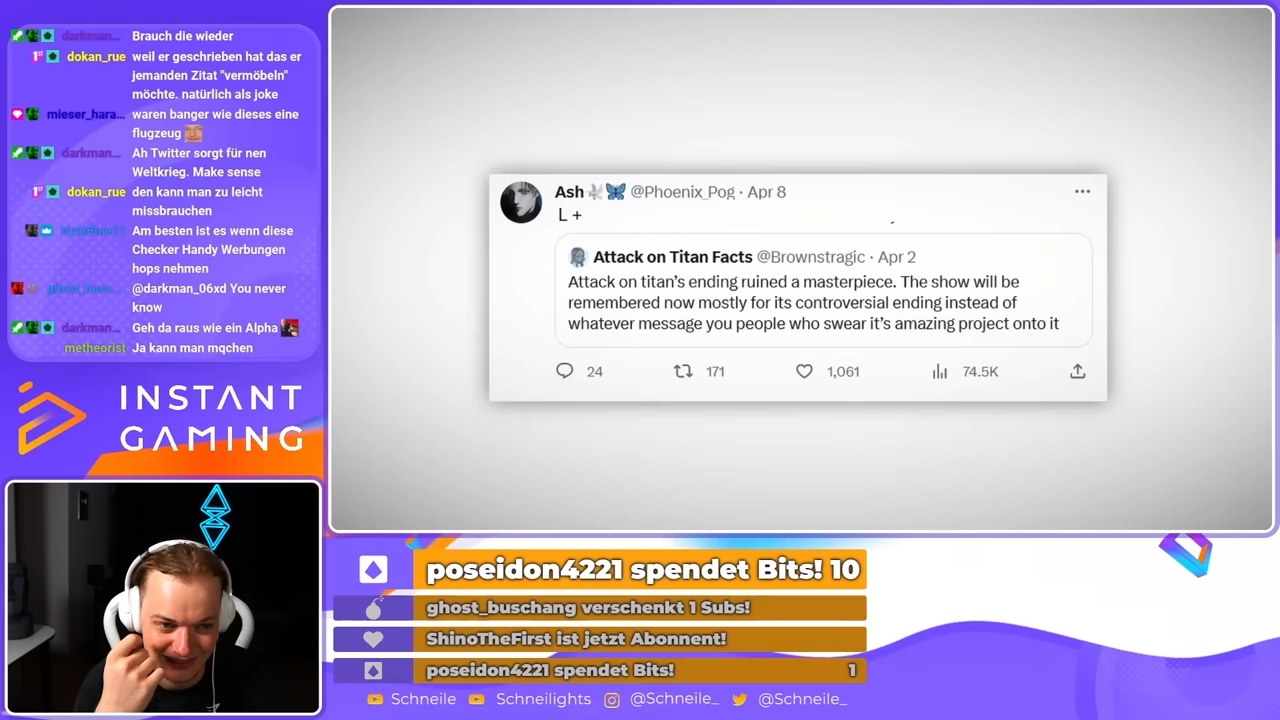 darkman... Brauch die wieder
dokan_rue weil er geschrieben hat das er
jemanden Zitat "vermöbeln"
möchte. natürlich als joke
mieser_hara... waren banger wie dieses eine
flugzeug
darkman... Ah Twitter sorgt für nen
Weltkrieg. Make sense
dokan_rue den kann man zu leicht
missbrauchen
Am besten ist es wenn diese
Checker Handy Werbungen
hops nehmen
ghost_busc... @darkman_06xd You never
know
darkman... Geh da raus wie ein Alpha
metheorist Ja kann man mqchen
INSTANT
GAMING
Ash @Phoenix_Pog · Apr 8
L +
Attack on Titan Facts @Brownstragic · Apr 2
Attack on titan’s ending ruined a masterpiece. The show will be
remembered now mostly for its controversial ending instead of
whatever message you people who swear it’s amazing project onto it
24 171 1,061 74.5K
poseidon4221 spendet Bits! 10
ghost_buschang verschenkt 1 Subs!
ShinoTheFirst ist jetzt Abonnent!
poseidon4221 spendet Bits! 1
Schneile Schneilights @Schneile_ @Schneile_